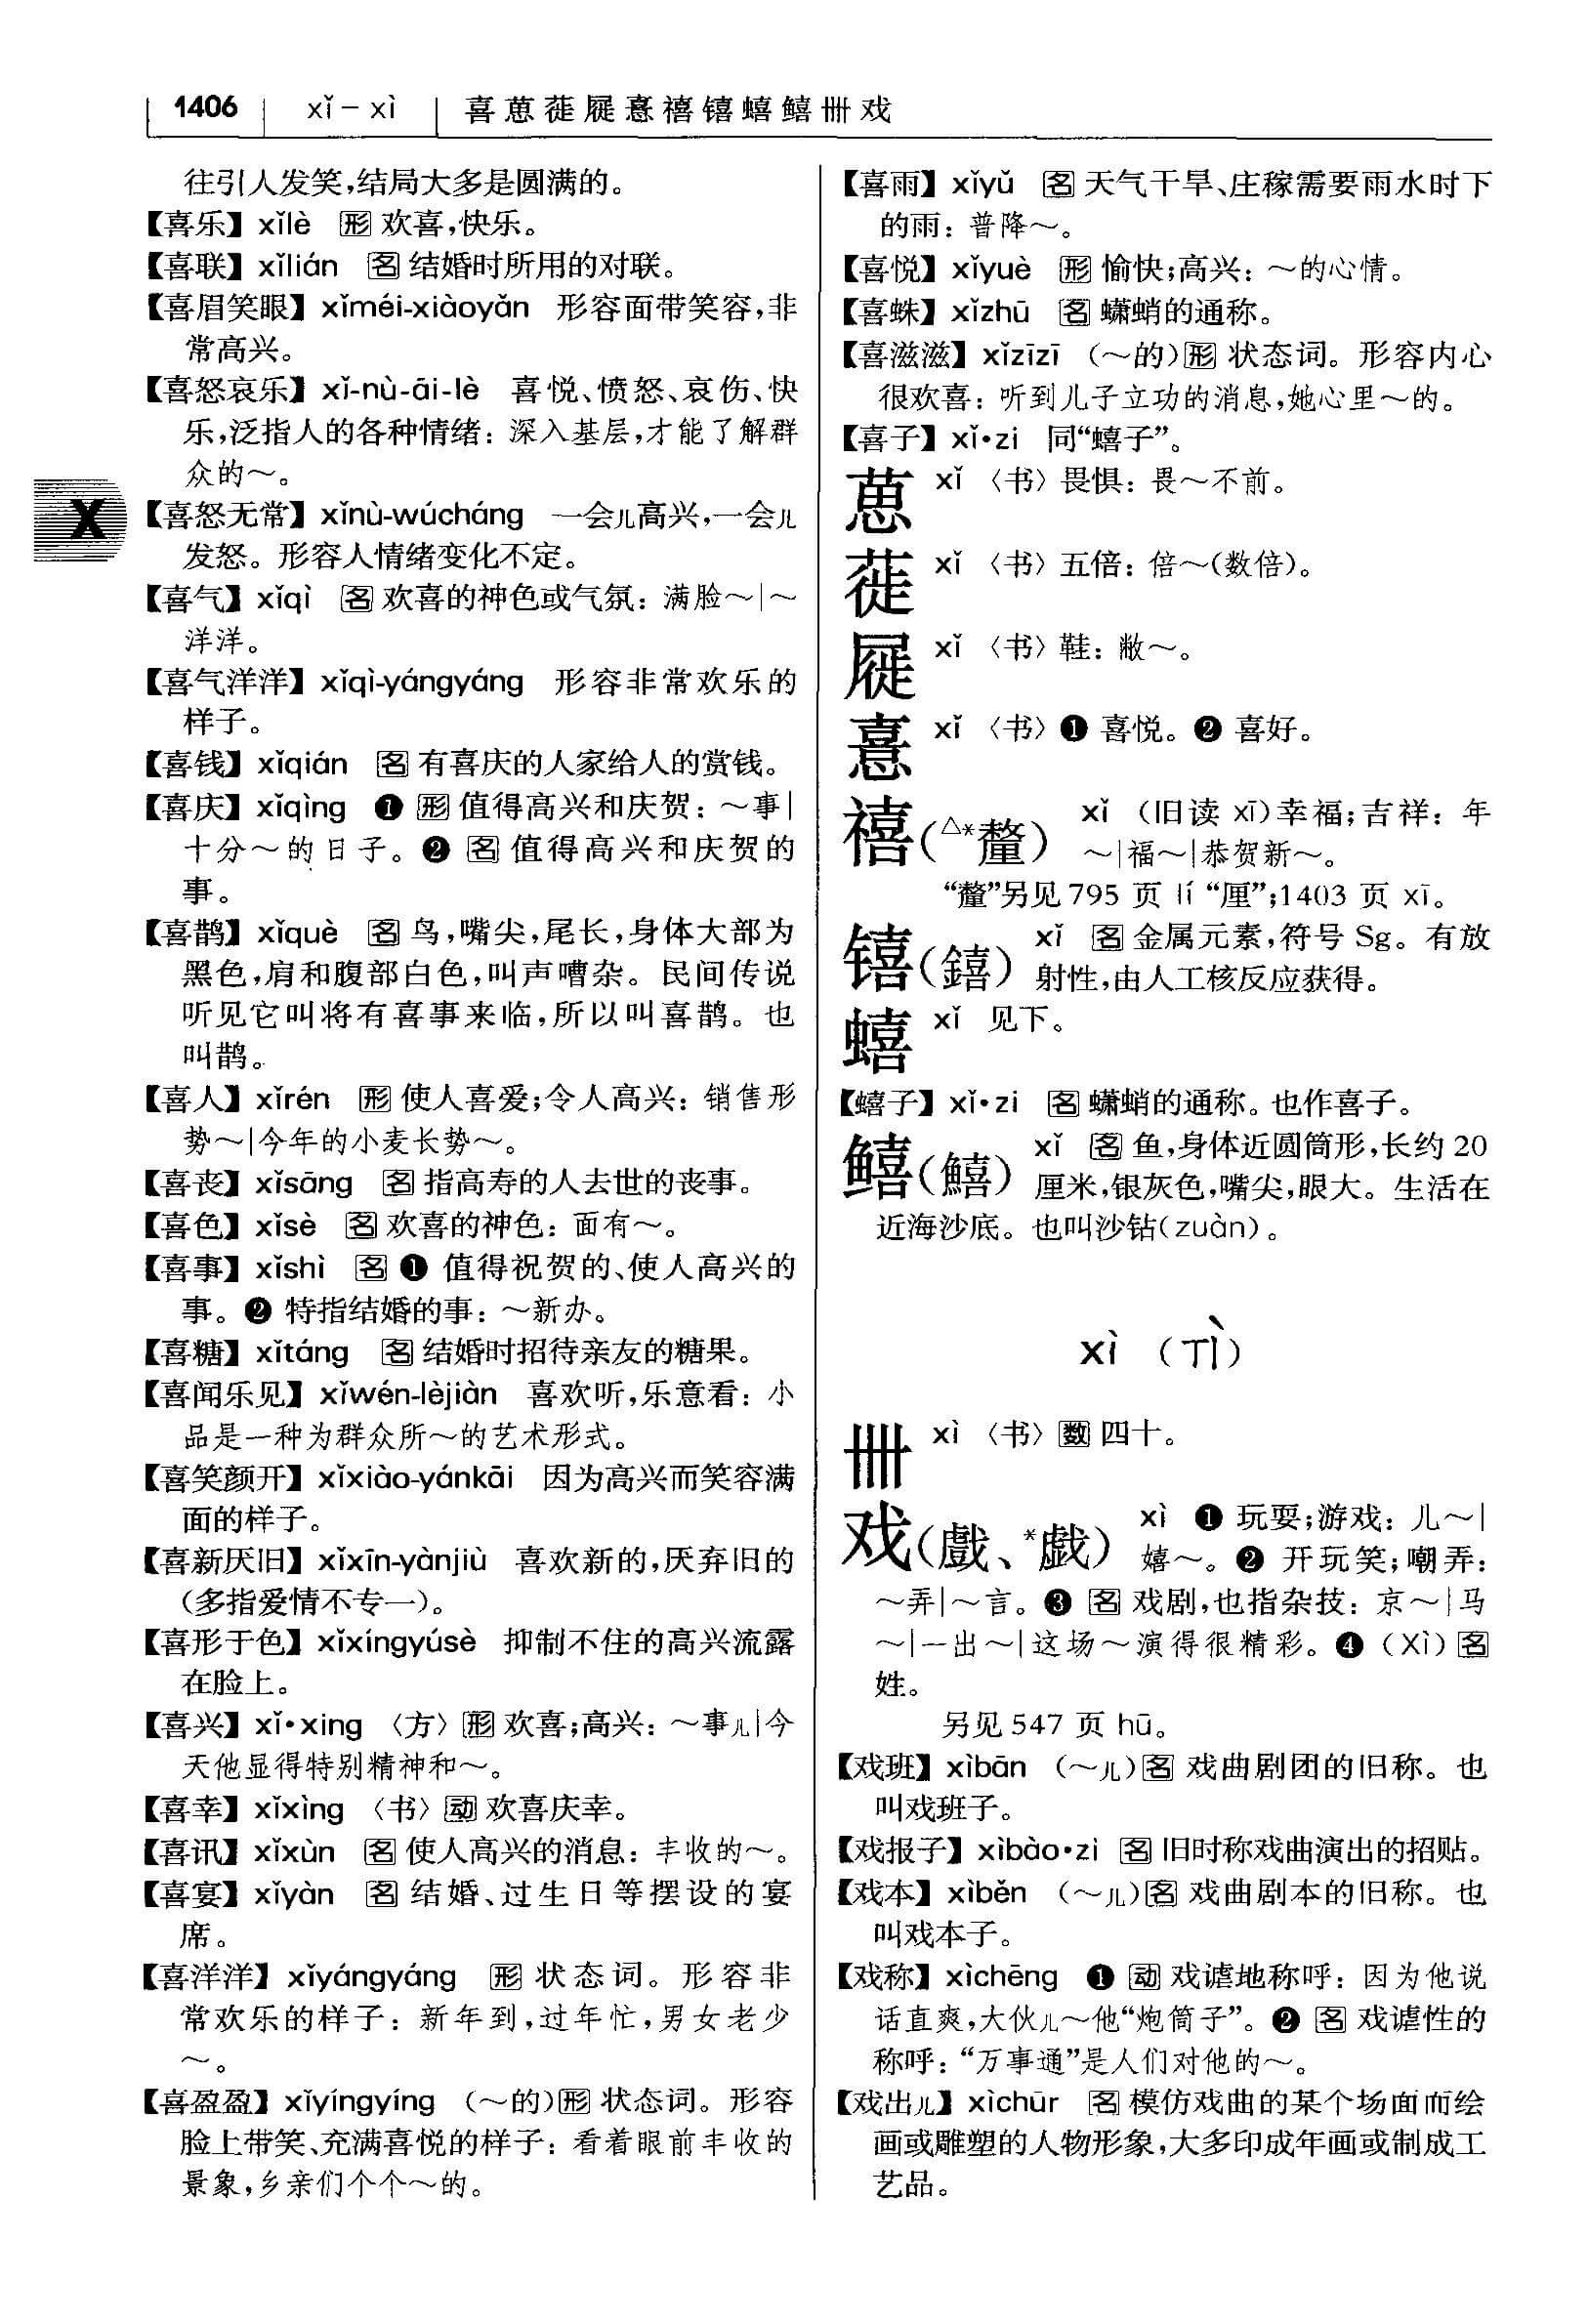 1406 xǐ－xì 喜葸蓰屣憙禧镱蟢鱚卌戏
往引人发笑,结局大多是圆满的。
【喜乐】xǐlè 形 欢喜,快乐。
【喜联】xǐlián 名 结婚时所用的对联。
【喜眉笑眼】xǐméi-xiàoyǎn 形容面带笑容,非
常高兴。
【喜怒哀乐】xǐ-nù-āi-lè 喜悦、愤怒、哀伤、快
乐,泛指人的各种情绪：深入基层,才能了解群
众的～。
【喜怒无常】xǐnù-wúcháng 一会儿高兴,一会儿
发怒。形容人情绪变化不定。
【喜气】xǐqì 名 欢喜的神色或气氛：满脸～|～
洋洋。
【喜气洋洋】xǐqì-yángyáng 形容非常欢乐的
样子。
【喜钱】xǐqián 名 有喜庆的人家给人的赏钱。
【喜庆】xǐqìng ❶ 形 值得高兴和庆贺：～事|
十分～的日子。❷ 名 值得高兴和庆贺的
事。
【喜鹊】xǐquè 名 鸟,嘴尖,尾长,身体大部为
黑色,肩和腹部白色,叫声嘈杂。民间传说
听见它叫将有喜事来临,所以叫喜鹊。也
叫鹊。
【喜人】xǐrén 形 使人喜爱;令人高兴：销售形
势～|今年的小麦长势～。
【喜丧】xǐsāng 名 指高寿的人去世的丧事。
【喜色】xǐsè 名 欢喜的神色：面有～。
【喜事】xǐshì 名 ❶ 值得祝贺的、使人高兴的
事。❷ 特指结婚的事：～新办。
【喜糖】xǐtáng 名 结婚时招待亲友的糖果。
【喜闻乐见】xǐwén-lèjiàn 喜欢听,乐意看：小
品是一种为群众所～的艺术形式。
【喜笑颜开】xǐxiào-yánkāi 因为高兴而笑容满
面的样子。
【喜新厌旧】xǐxīn-yànjiù 喜欢新的,厌弃旧的
(多指爱情不专一)。
【喜形于色】xǐxíngyúsè 抑制不住的高兴流露
在脸上。
【喜兴】xǐ•xing 〈方〉形 欢喜;高兴：～事儿|今
天他显得特别精神和～。
【喜幸】xǐxìng 〈书〉动 欢喜庆幸。
【喜讯】xǐxùn 名 使人高兴的消息：丰收的～。
【喜宴】xǐyàn 名 结婚、过生日等摆设的宴
席。
【喜洋洋】xǐyángyáng 形 状态词。形容非
常欢乐的样子：新年到,过年忙,男女老少
～。
【喜盈盈】xǐyíngyíng (～的)形 状态词。形容
脸上带笑、充满喜悦的样子：看着眼前丰收的
景象,乡亲们个个～的。
X
【喜雨】xǐyǔ 名 天气干旱、庄稼需要雨水时下
的雨：普降～。
【喜悦】xǐyuè 形 愉快;高兴：～的心情。
【喜蛛】xǐzhū 名 蟏蛸的通称。
【喜滋滋】xǐzīzī (～的)形 状态词。形容内心
很欢喜：听到儿子立功的消息,她心里～的。
【喜子】xǐ•zi 同“蟢子”。
葸 xǐ 〈书〉畏惧：畏～不前。
蓰 xǐ 〈书〉五倍：倍～(数倍)。
屣 xǐ 〈书〉鞋：敝～。
憙 xǐ 〈书〉❶ 喜悦。❷ 喜好。
禧(△*釐) xǐ (旧读 xī)幸福;吉祥：年
～|福～|恭贺新～。
“釐”另见 795 页 lí “厘”;1403 页 xī。
𬭳(鐯) xǐ 名 金属元素,符号 Sg。有放
射性,由人工核反应获得。
蟢 xǐ 见下。
【蟢子】xǐ•zi 名 蟏蛸的通称。也作喜子。
鱚(鱚) xǐ 名 鱼,身体近圆筒形,长约 20
厘米,银灰色,嘴尖,眼大。生活在
近海沙底。也叫沙钻(zuàn)。
xì (ㄒㄧˋ)
卌 xì 〈书〉数 四十。
戏(戲、*戯) xì ❶ 玩耍;游戏：儿～|
嬉～。❷ 开玩笑;嘲弄：
～弄|～言。❸ 名 戏剧,也指杂技：京～|马
～|一出～|这场～演得很精彩。❹ (Xì)名
姓。
另见 547 页 hū。
【戏班】xìbān (～儿)名 戏曲剧团的旧称。也
叫戏班子。
【戏报子】xìbào•zi 名 旧时称戏曲演出的招贴。
【戏本】xìběn (～儿)名 戏曲剧本的旧称。也
叫戏本子。
【戏称】xìchēng ❶ 动 戏谑地称呼：因为他说
话直爽,大伙儿～他“炮筒子”。❷ 名 戏谑性的
称呼：“万事通”是人们对他的～。
【戏出儿】xìchūr 名 模仿戏曲的某个场面而绘
画或雕塑的人物形象,大多印成年画或制成工
艺品。